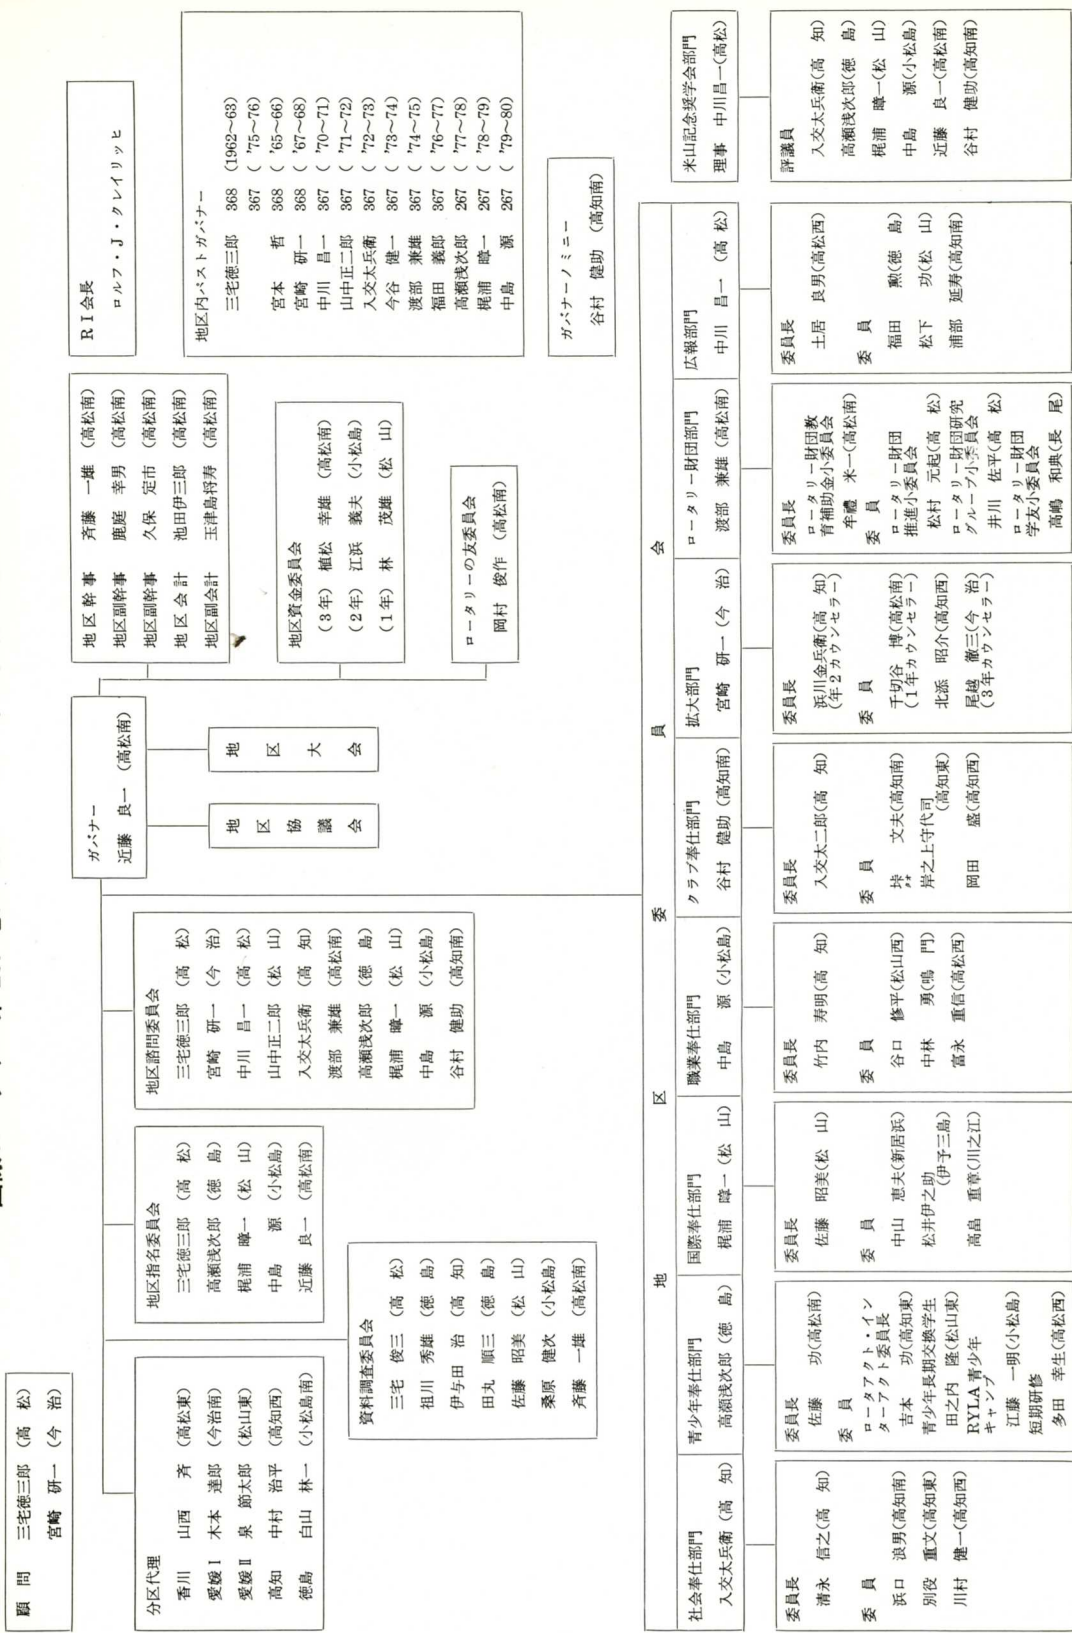 顧問　三宅徳三郎（高　松）
宮崎　研一（今　治）
ガバナー
近藤　良一（高松南）
RI会長
ロルフ・J・クレイリッヒ
地区幹事　斉藤　一雄（高松南）
地区副幹事　鹿庭　幸男（高松南）
地区副幹事　久保　定市（高松南）
地区会計　池田伊三郎（高松南）
地区副会計　玉津島将寿（高松南）
地区内パストガバナー
三宅徳三郎　368　(1962～63)
367　( '75～76)
宮本　哲　368　( '65～66)
宮崎　研一　368　( '67～68)
中川　昌一　367　( '70～71)
山中正二郎　367　( '71～72)
入交太兵衛　367　( '72～73)
今谷　健一　367　( '73～74)
渡部　兼雄　367　( '74～75)
福田　義郎　367　( '76～77)
高瀬浅次郎　267　( '77～78)
梶浦　暲一　267　( '78～79)
中島　源　267　( '79～80)
地区資金委員会
（3年）植松　幸雄（高松南）
（2年）江浜　義夫（小松島）
（1年）林　茂雄（松　山）
ロータリーの友委員会
岡村　俊作（高松南）
ガバナーノミニー
谷村　健助（高知南）
地区大会
地区協議会
分区代理
香川　山西　斉（高松東）
愛媛Ⅰ　木本　達郎（今治南）
愛媛Ⅱ　泉　節太郎（松山東）
高知　中村　治平（高知西）
徳島　白山　林一（小松島南）
地区指名委員会
三宅徳三郎（高　松）
高瀬浅次郎（徳　島）
梶浦　暲一（松　山）
中島　源（小松島）
近藤　良一（高松南）
地区諮問委員会
三宅徳三郎（高　松）
宮崎　研一（今　治）
中川　昌一（高　松）
山中正二郎（松　山）
入交太兵衛（高　知）
渡部　兼雄（高松南）
高瀬浅次郎（徳　島）
梶浦　暲一（松　山）
中島　源（小松島）
谷村　健助（高知南）
資料調査委員会
三宅　俊三（高　松）
祖川　秀雄（徳　島）
伊与田　治（高　知）
田丸　順三（徳　島）
佐藤　昭美（松　山）
桑原　健次（小松島）
斉藤　一雄（高松南）
地区委員会
社会奉仕部門
入交太兵衛（高　知）
委員長
清永　信之(高　知)
委　員
浜口　浪男(高知南)
別役　重文(高知東)
川村　健一(高知西)
青少年奉仕部門
高瀬浅次郎（徳　島）
委員長
佐藤　功(高松南)
委　員
ロータアクト・イン
ターアクト委員長
吉本　功(高知東)
青少年長期交換学生
田之内　隆(松山東)
RYLA 青少年
キャンプ
江藤　一明(小松島)
短期研修
多田　幸生(高松西)
国際奉仕部門
梶浦　暲一（松　山）
委員長
佐藤　昭美(松　山)
委　員
中山　恵夫(新居浜)
松井伊之助
(伊予三島)
高畠　重章(川之江)
職業奉仕部門
中島　源（小松島）
委員長
竹内　寿明(高　知)
委　員
谷口　修平(松山西)
中林　勇(鳴　門)
富永　重信(高松西)
クラブ奉仕部門
谷村　健助（高知南）
委員長
入交太二郎(高　知)
委　員
垰　文夫(高知南)
岸之上守代司
(高知東)
岡田　盛(高知西)
拡大部門
宮崎　研一（今　治）
委員長
浜川金兵衛(高　知)
(年2カウンセラー)
委　員
千切谷　博(高松南)
(1年カウンセラー)
北添　昭介(高知西)
尾越　徹三(今　治)
(3年カウンセラー)
ロータリー財団部門
渡部　兼雄（高松南）
委員長
ロータリー財団教
育補助金小委員会
牟禮　米一(高松南)
委　員
ロータリー財団
推進小委員会
松村　元起(高　松)
ロータリー財団研究
グループ小委員会
井川　佐平(高　松)
ロータリー財団
学友小委員会
高嶋　和典(長　尾)
広報部門
中川　昌一（高　松）
委員長
土居　良男(高松西)
委　員
福田　勲(徳　島)
松下　功(松　山)
浦部　延寿(高知南)
米山記念奨学会部門
理事　中川昌一(高松)
評議員
入交太兵衛(高　知)
高瀬浅次郎(徳　島)
梶浦　暲一(松　山)
中島　源(小松島)
近藤　良一(高松南)
谷村　健助(高知南)